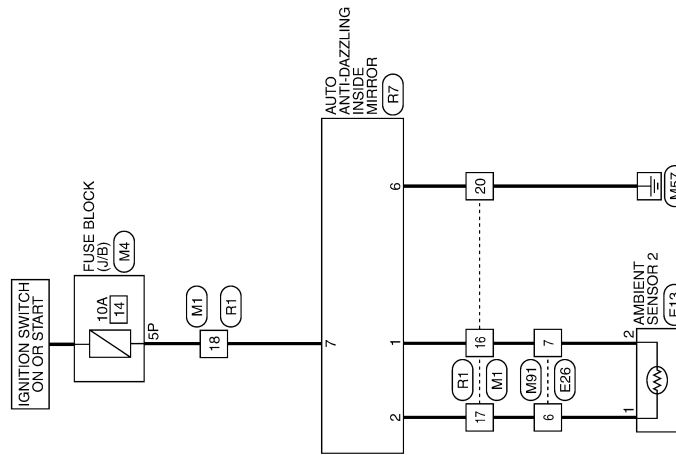 IGNITION SWITCH
ON OR START
FUSE BLOCK
(J/B)
M4
10A
14
5P
M1
18
R1
AUTO
ANTI-DAZZLING
INSIDE
MIRROR
R7
7
2
1
6
R1
17
16
20
M1
M91
6
7
E26
AMBIENT
SENSOR 2
E13
1
2
M57